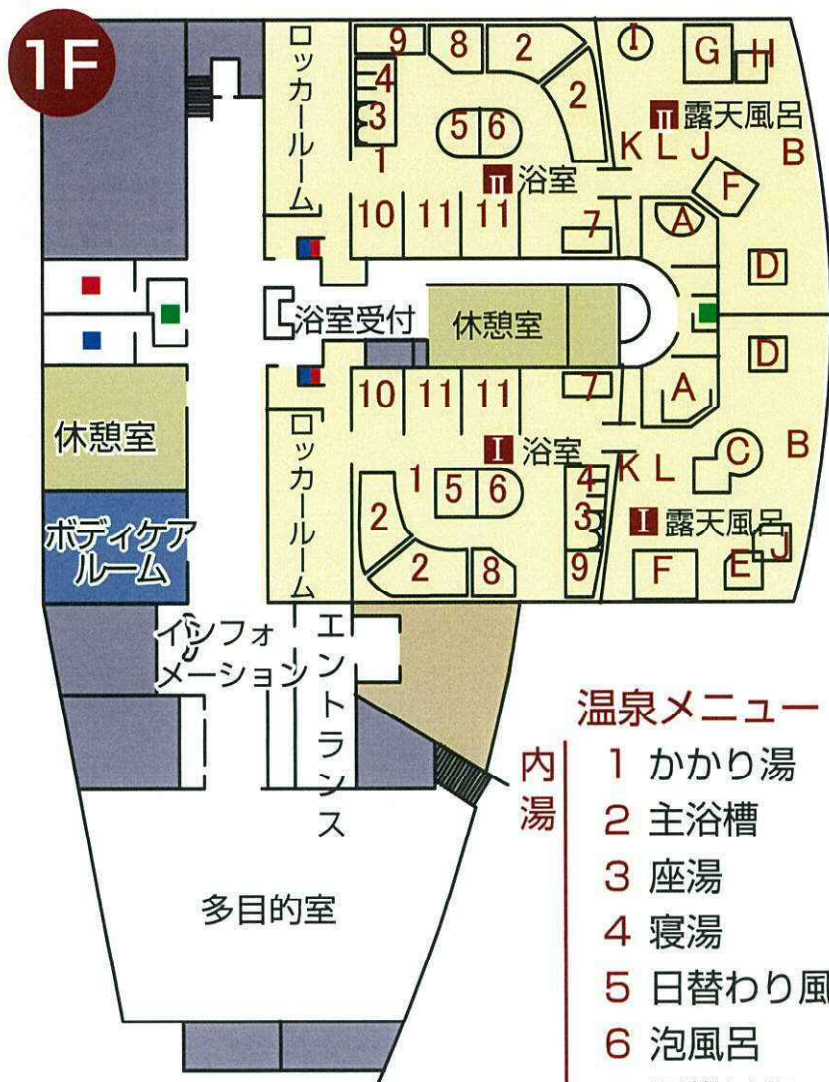 1F
ロッカールーム
9
8
2
2
4
3
5 6
1
Ⅱ 浴室
10 11 11
7
I
G
H
Ⅱ 露天風呂
K L J
B
F
A
D
浴室受付
休憩室
D
A
休憩室
ボディケア
ルーム
ロッカールーム
10 11 11
7
Ⅰ 浴室
1
5 6
2
2
8
4
3
9
K L
C
B
Ⅰ 露天風呂
J
F
E
インフォ
メーション
エントランス
多目的室
温泉メニュー
内湯
1 かかり湯
2 主浴槽
3 座湯
4 寝湯
5 日替わり風
6 泡風呂